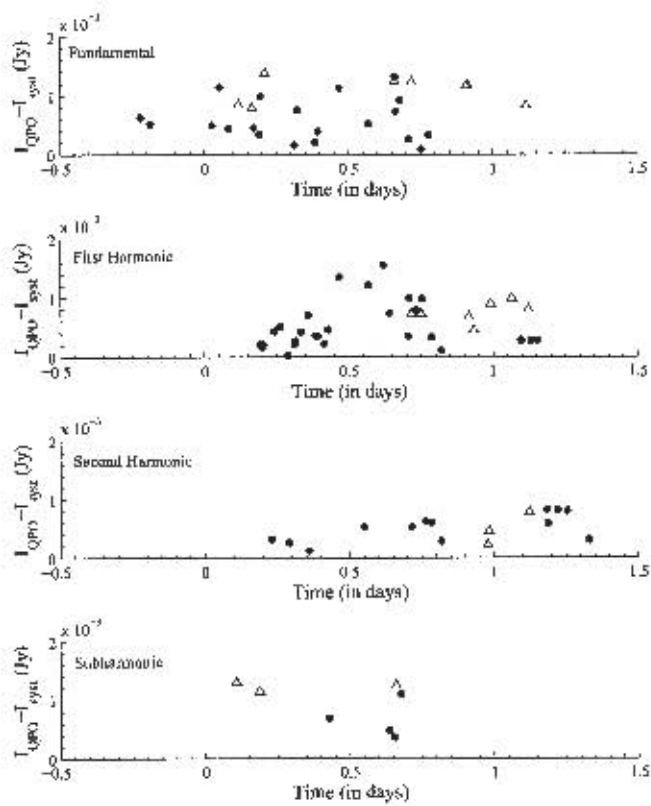 x 10⁻³
Fundamental
I_QPO−I_syst (Jy)
2
1
0
−0.5
0
0.5
1
1.5
Time (in days)
x 10⁻³
First Harmonic
I_QPO−I_syst (Jy)
2
1
0
−0.5
0
0.5
1
1.5
Time (in days)
x 10⁻³
Second Harmonic
I_QPO−I_syst (Jy)
2
1
0
−0.5
0
0.5
1
1.5
Time (in days)
x 10⁻³
Subharmonic
I_QPO−I_syst (Jy)
2
1
0
−0.5
0
0.5
1
1.5
Time (in days)